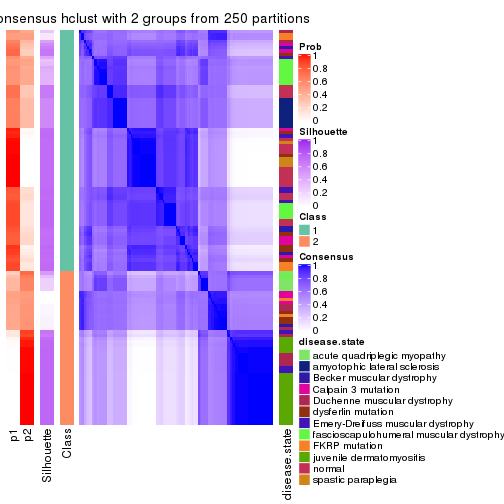 onsensus hclust with 2 groups from 250 partitions
Prob
1
0.8
0.6
0.4
0.2
0
Silhouette
1
0.8
0.6
0.4
0.2
0
Class
1
2
Consensus
1
0.8
0.6
0.4
0.2
0
disease.state
acute quadriplegic myopathy
amyotophic lateral sclerosis
Becker muscular dystrophy
Calpain 3 mutation
Duchenne muscular dystrophy
dysferlin mutation
Emery-Dreifuss muscular dystrophy
fascioscapulohumeral muscular dystrophy
FKRP mutation
juvenile dermatomyositis
normal
spastic paraplegia
p1
p2
Silhouette
Class
disease.state